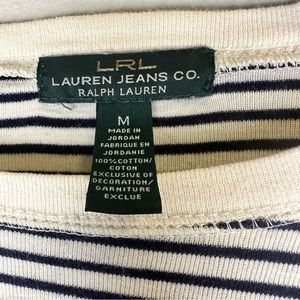 LRL
LAUREN JEANS CO.
RALPH LAUREN
M
MADE IN
JORDAN
FABRIQUE EN
JORDANIE
100% COTTON/
COTON
EXCLUSIVE OF
DECORATION/
GARNITURE
EXCLUE